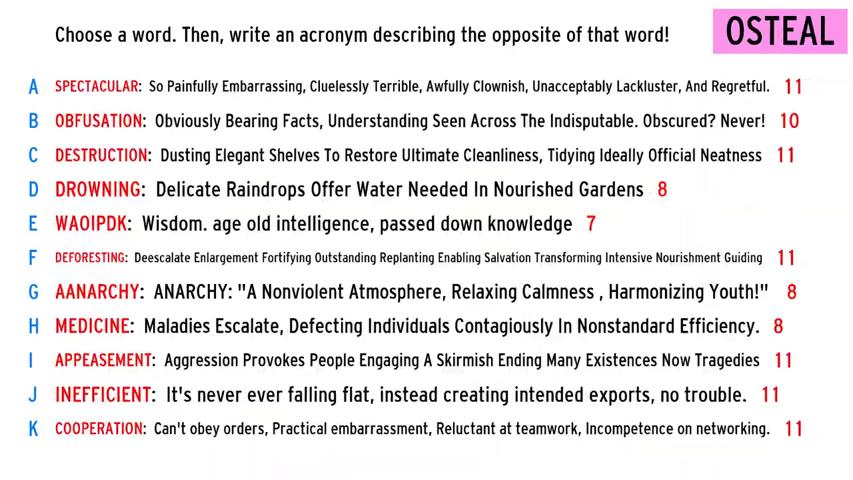 Choose a word. Then, write an acronym describing the opposite of that word!
OSTEAL
A SPECTACULAR: So Painfully Embarrassing, Cluelessly Terrible, Awfully Clownish, Unacceptably Lackluster, And Regretful. 11
B OBFUSATION: Obviously Bearing Facts, Understanding Seen Across The Indisputable. Obscured? Never! 10
C DESTRUCTION: Dusting Elegant Shelves To Restore Ultimate Cleanliness, Tidying Ideally Official Neatness 11
D DROWNING: Delicate Raindrops Offer Water Needed In Nourished Gardens 8
E WAOIPDK: Wisdom. age old intelligence, passed down knowledge 7
F DEFORESTING: Deescalate Enlargement Fortifying Outstanding Replanting Enabling Salvation Transforming Intensive Nourishment Guiding 11
G AANARCHY: ANARCHY: "A Nonviolent Atmosphere, Relaxing Calmness , Harmonizing Youth!" 8
H MEDICINE: Maladies Escalate, Defecting Individuals Contagiously In Nonstandard Efficiency. 8
I APPEASEMENT: Aggression Provokes People Engaging A Skirmish Ending Many Existences Now Tragedies 11
J INEFFICIENT: It's never ever falling flat, instead creating intended exports, no trouble. 11
K COOPERATION: Can't obey orders, Practical embarrassment, Reluctant at teamwork, Incompetence on networking. 11